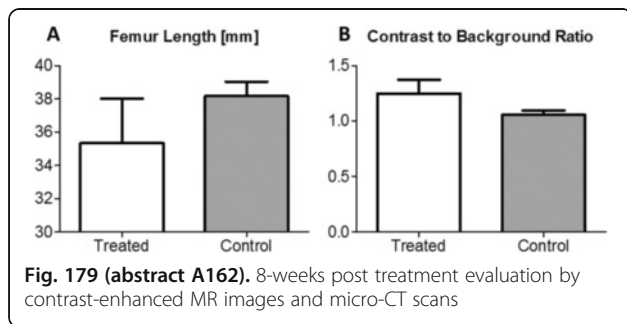 A Femur Length [mm]
40
38
36
34
32
30
Treated Control
B Contrast to Background Ratio
1.5
1.0
0.5
0.0
Treated Control
Fig. 179 (abstract A162). 8-weeks post treatment evaluation by
contrast-enhanced MR images and micro-CT scans